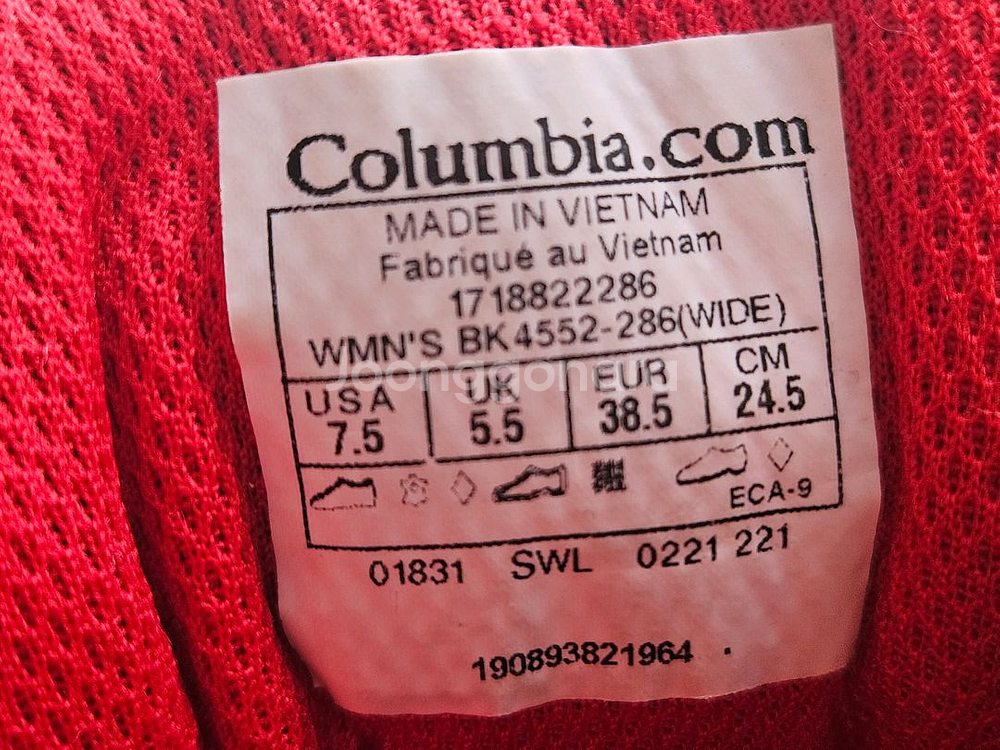 Columbia.com
MADE IN VIETNAM
Fabriqué au Vietnam
1718822286
WMN'S BK4552-286(WIDE)
USA UK EUR CM
7.5 5.5 38.5 24.5
ECA-9
01831 SWL 0221 221
190893821964
Joonggonara